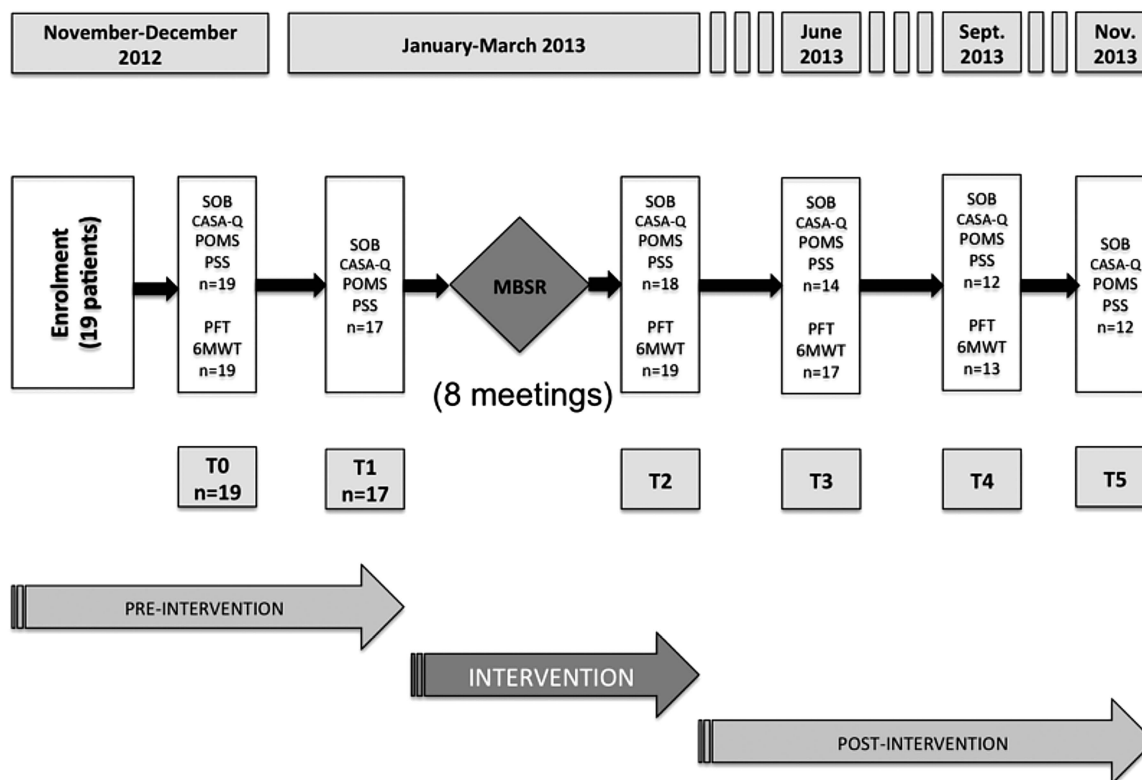 November-December
2012
January-March 2013
June
2013
Sept.
2013
Nov.
2013
Enrolment
(19 patients)
SOB
CASA-Q
POMS
PSS
n=19
PFT
6MWT
n=19
SOB
CASA-Q
POMS
PSS
n=17
MBSR
(8 meetings)
SOB
CASA-Q
POMS
PSS
n=18
PFT
6MWT
n=19
SOB
CASA-Q
POMS
PSS
n=14
PFT
6MWT
n=17
SOB
CASA-Q
POMS
PSS
n=12
PFT
6MWT
n=13
SOB
CASA-Q
POMS
PSS
n=12
T0
n=19
T1
n=17
T2
T3
T4
T5
PRE-INTERVENTION
INTERVENTION
POST-INTERVENTION